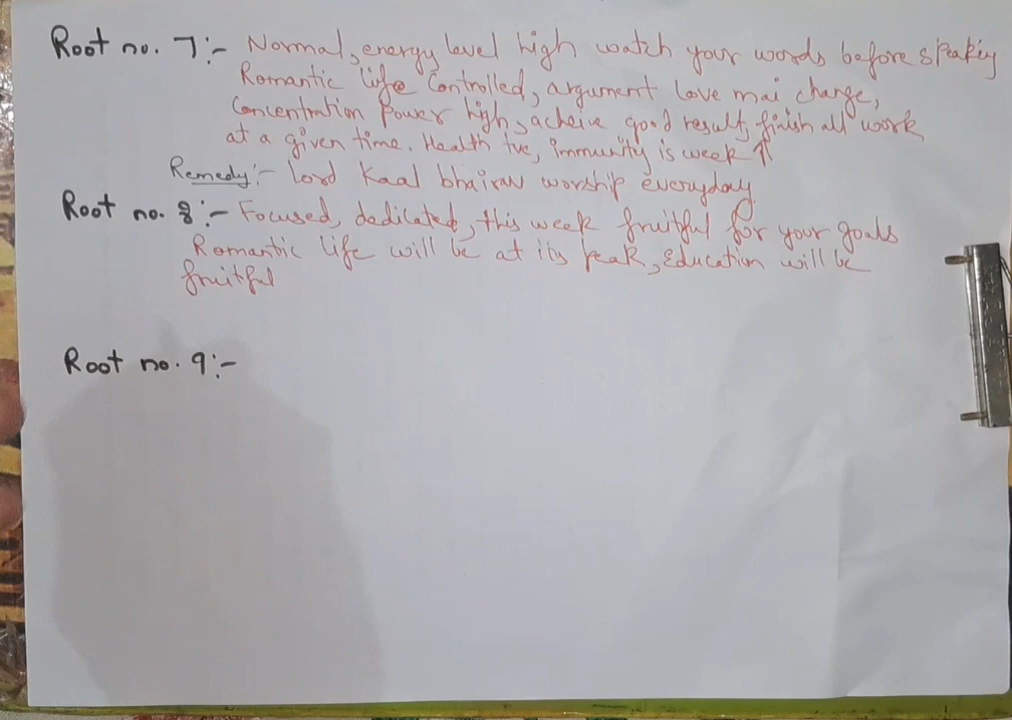 Root no. 7:- Normal, energy level high watch your words before speaking
Romantic life Controlled, argument love mai change,
Concentration Power high, acheive good result, finish all work
at a given time. Health +ve, immunity is week ↑
Remedy:- Lord Kaal bhairav worship everyday.
Root no. 8:- Focused, dedicated, this week fruitful for your goals
Romantic life will be at its peak, Education will be
fruitful
Root no. 9:-